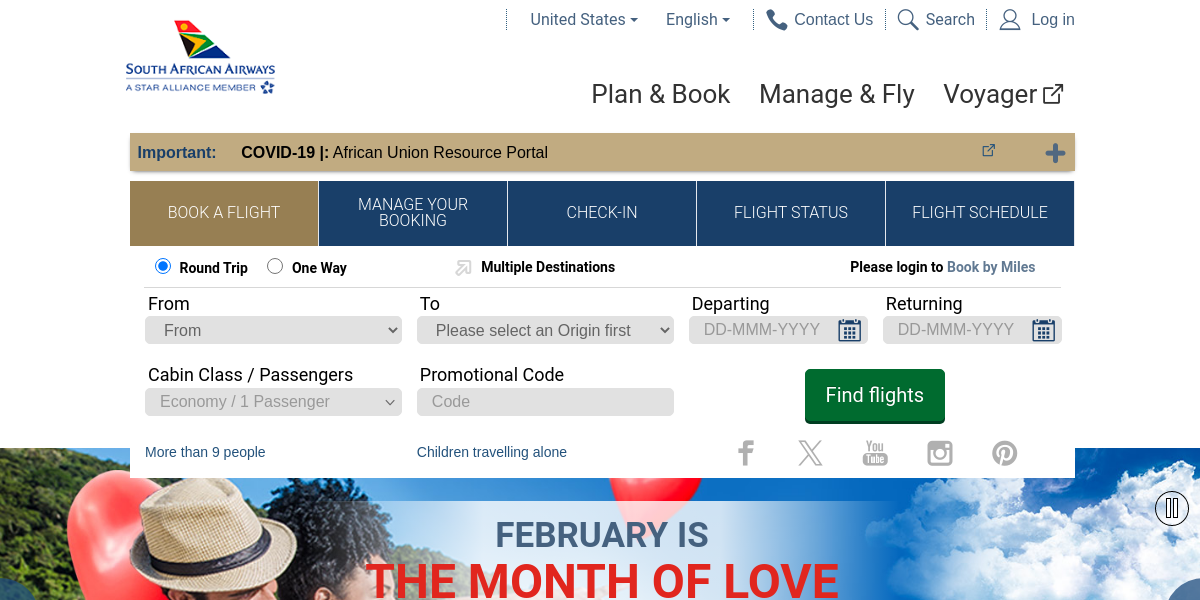 United States English Contact Us Search Log in
SOUTH AFRICAN AIRWAYS
A STAR ALLIANCE MEMBER
Plan & Book Manage & Fly Voyager
Important: COVID-19 |: African Union Resource Portal
BOOK A FLIGHT
MANAGE YOUR
BOOKING
CHECK-IN
FLIGHT STATUS
FLIGHT SCHEDULE
Round Trip One Way Multiple Destinations Please login to Book by Miles
From To Departing Returning
From Please select an Origin first DD-MMM-YYYY DD-MMM-YYYY
Cabin Class / Passengers Promotional Code
Economy / 1 Passenger Code
Find flights
More than 9 people Children travelling alone
You
Tube
FEBRUARY IS
THE MONTH OF LOVE